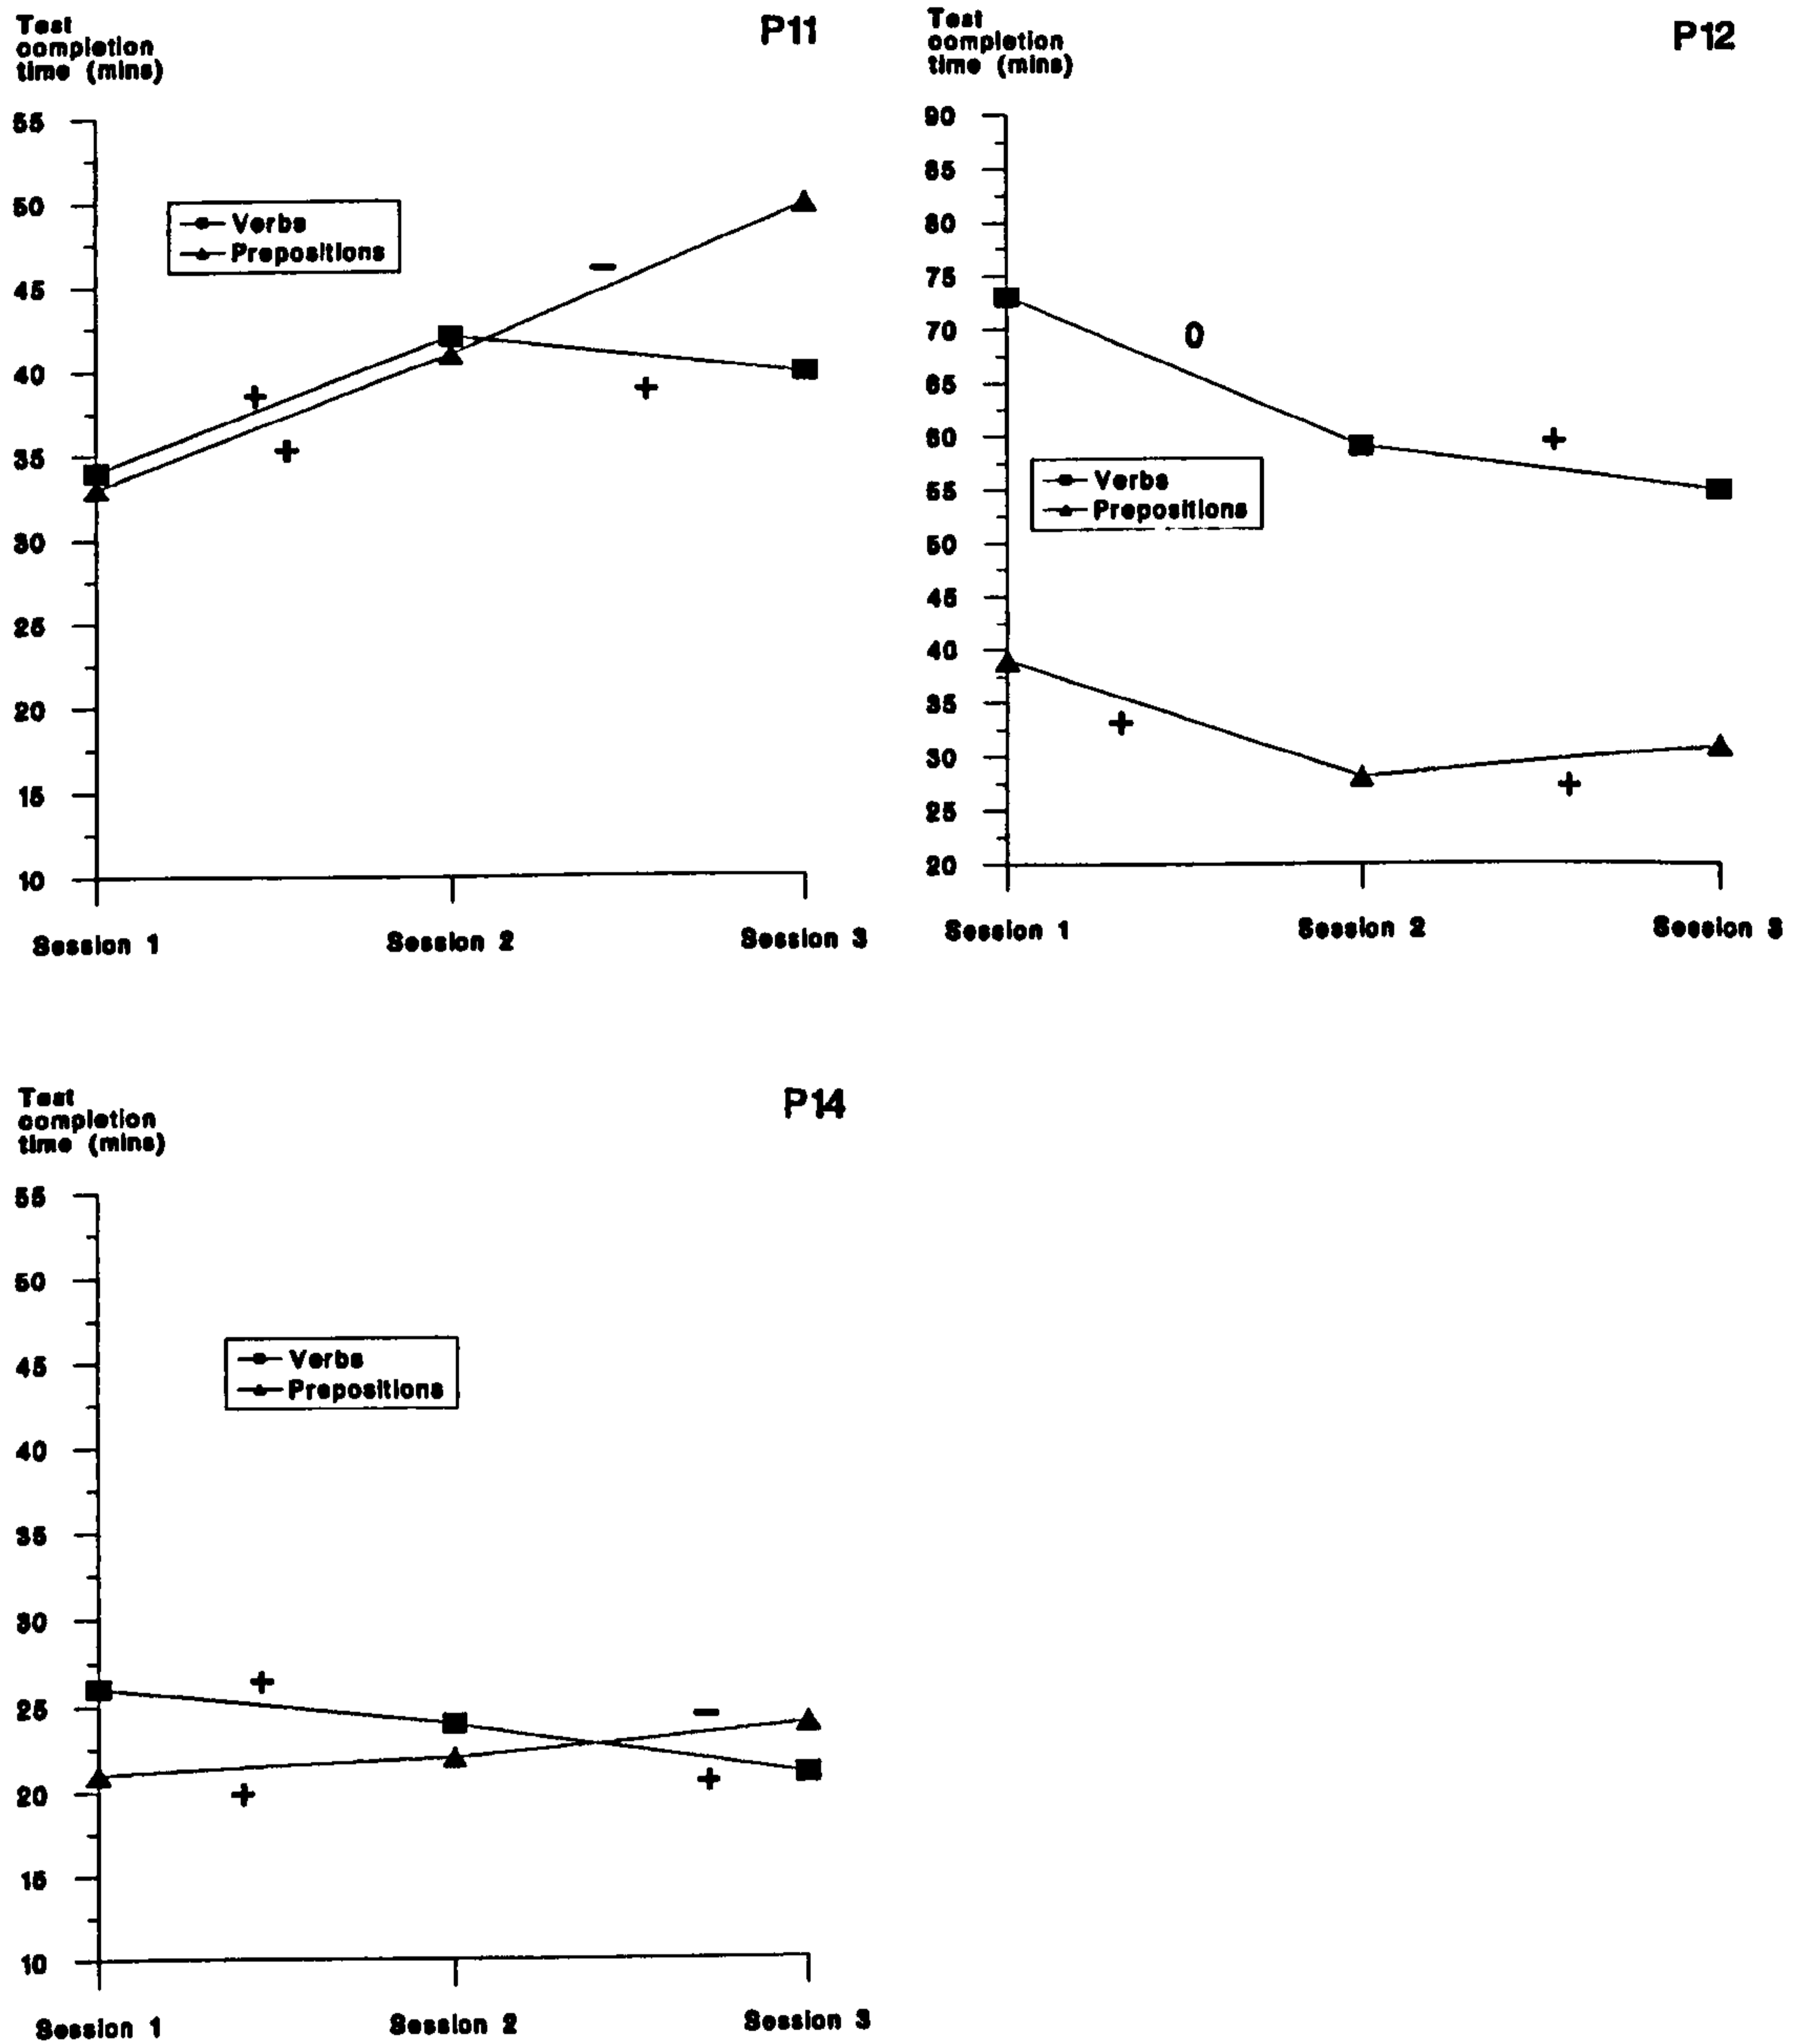 Test
completion
time (mins)
P11
55
50
45
40
35
30
25
20
15
10
Verbs
Prepositions
+
+
−
+
Session 1
Session 2
Session 3
Test
completion
time (mins)
P12
90
85
80
75
70
65
60
55
50
45
40
35
30
25
20
0
+
Verbs
Prepositions
+
+
Session 1
Session 2
Session 3
Test
completion
time (mins)
P14
55
50
45
40
35
30
25
20
15
10
Verbs
Prepositions
+
−
+
+
Session 1
Session 2
Session 3